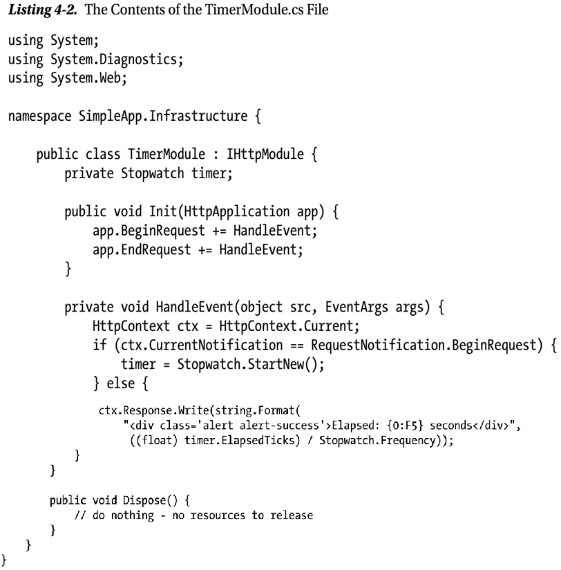 Listing 4-2. The Contents of the TimerModule.cs File
using System;
using System.Diagnostics;
using System.Web;
namespace SimpleApp.Infrastructure {
public class TimerModule : IHttpModule {
private Stopwatch timer;
public void Init(HttpApplication app) {
app.BeginRequest += HandleEvent;
app.EndRequest += HandleEvent;
}
private void HandleEvent(object src, EventArgs args) {
HttpContext ctx = HttpContext.Current;
if (ctx.CurrentNotification == RequestNotification.BeginRequest) {
timer = Stopwatch.StartNew();
} else {
ctx.Response.Write(string.Format(
"<div class='alert alert-success'>Elapsed: {0:F5} seconds</div>",
((float) timer.ElapsedTicks) / Stopwatch.Frequency));
}
}
public void Dispose() {
// do nothing - no resources to release
}
}
}